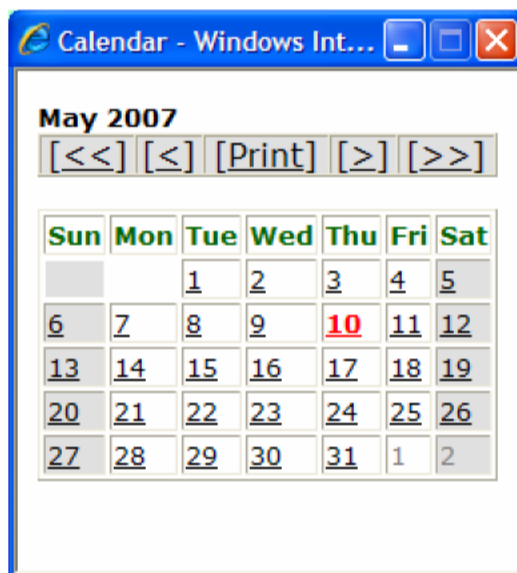 Calendar - Windows Int...
May 2007
[<<] [<] [Print] [>] [>>]
Sun Mon Tue Wed Thu Fri Sat
1 2 3 4 5
6 7 8 9 10 11 12
13 14 15 16 17 18 19
20 21 22 23 24 25 26
27 28 29 30 31 1 2